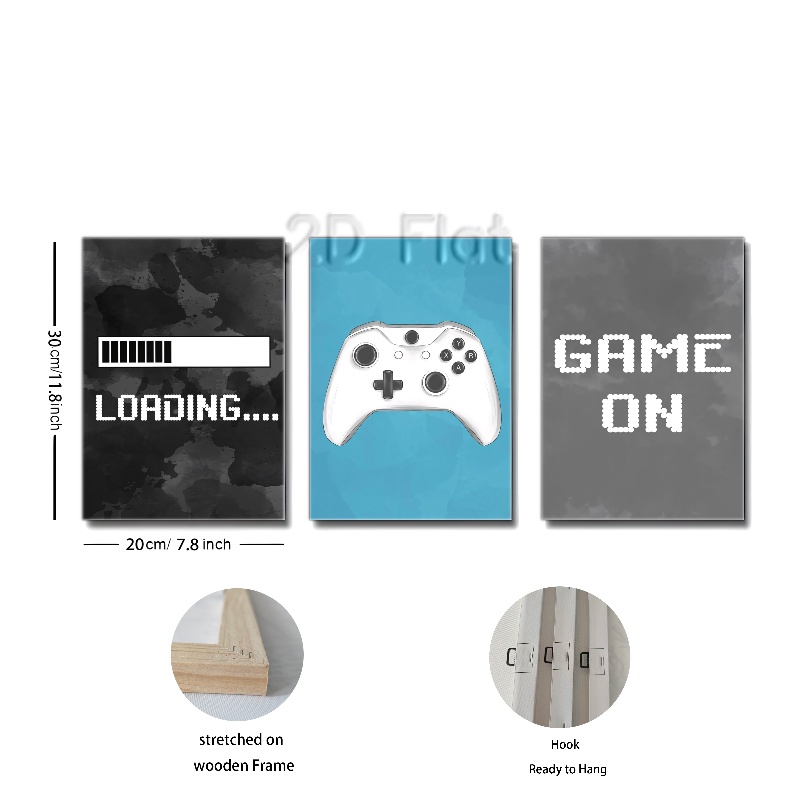 2D Flat
30cm/11.8inch
LOADING....
Y
X
R
A
GAME
ON
20cm/ 7.8 inch
stretched on
wooden Frame
Hook
Ready to Hang